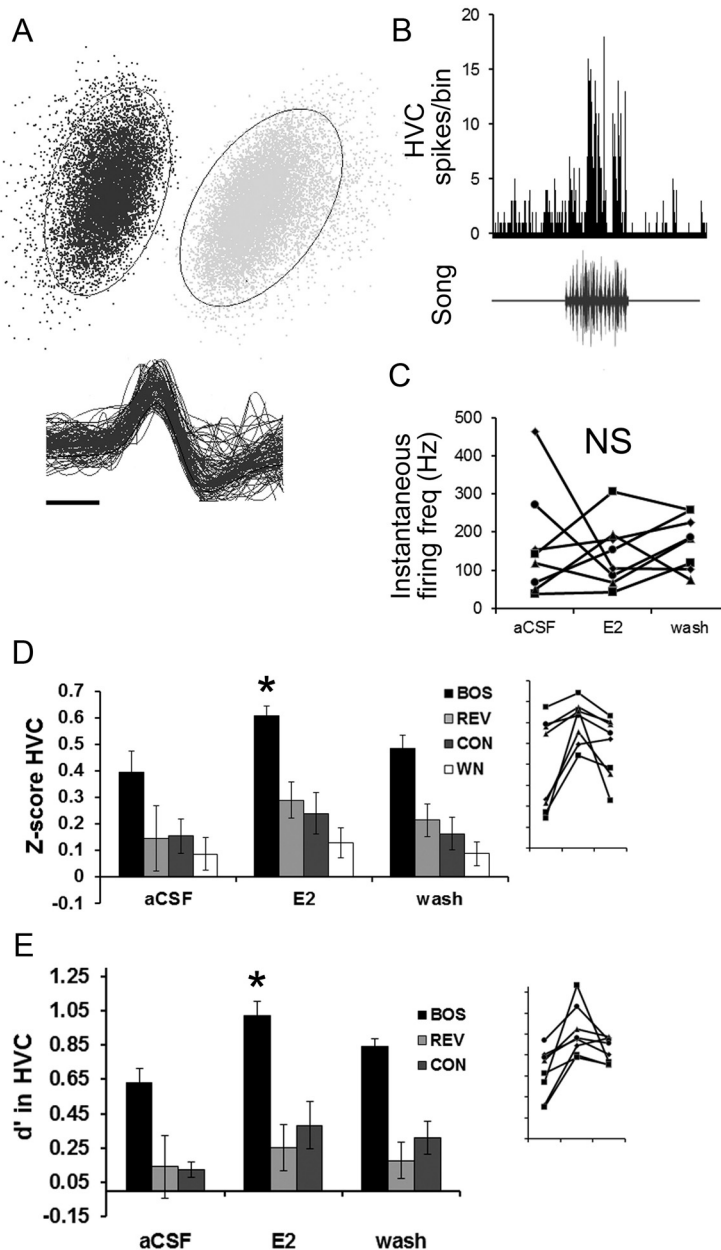 A
B
20
15
10
5
0
HVC
spikes/bin
Song
C
500
400
300
200
100
0
Instantaneous
firing freq (Hz)
NS
aCSF
E2
wash
D
0.7
0.6
0.5
0.4
0.3
0.2
0.1
0
-0.1
Z-score HVC
*
BOS
REV
CON
WN
aCSF
E2
wash
E
1.25
1.05
0.85
0.65
0.45
0.25
0.05
-0.15
d' in HVC
*
BOS
REV
CON
aCSF
E2
wash